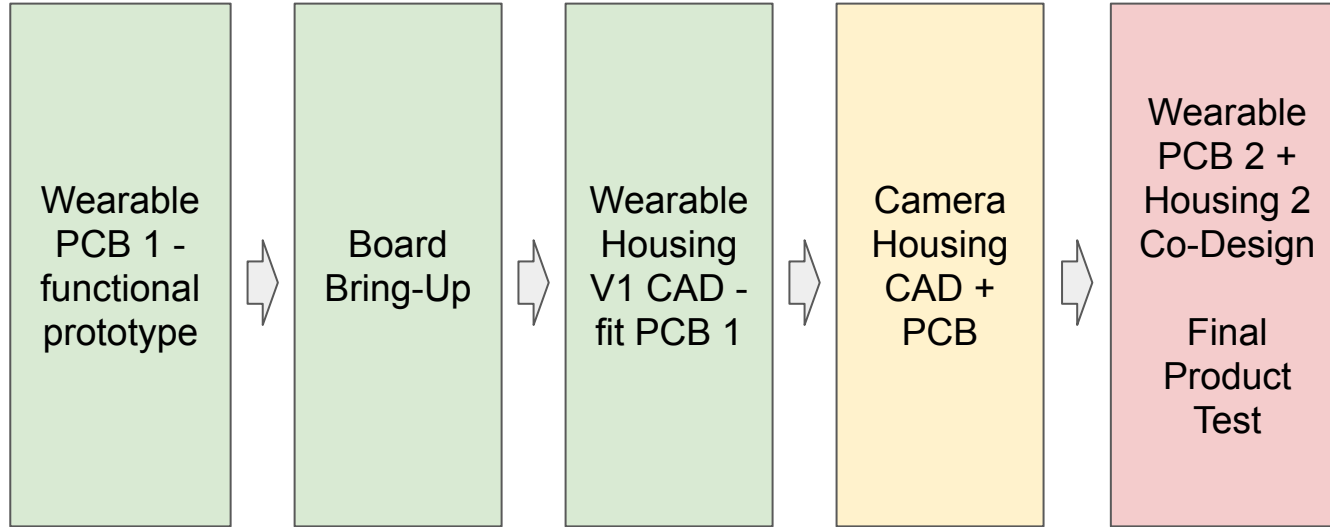 Wearable
PCB 1 -
functional
prototype
Board
Bring-Up
Wearable
Housing
V1 CAD -
fit PCB 1
Camera
Housing
CAD +
PCB
Wearable
PCB 2 +
Housing 2
Co-Design
Final
Product
Test